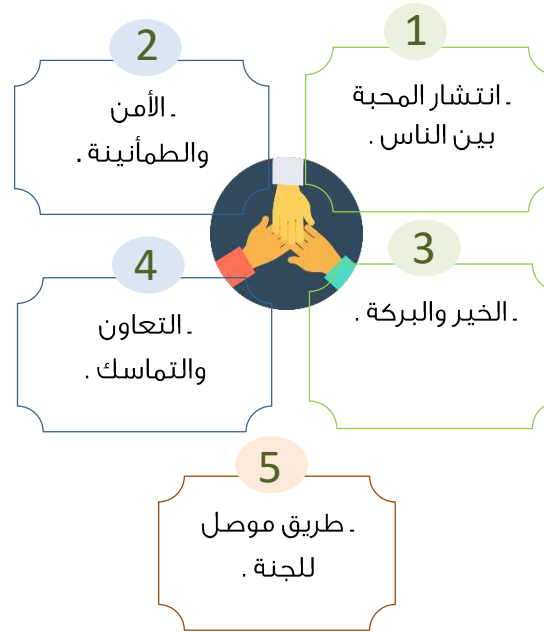 1
ـ انتشار المحبة
بين الناس .
2
ـ الأمن
والطمأنينة .
3
ـ الخير والبركة .
4
ـ التعاون
والتماسك .
5
ـ طريق موصل
للجنة .